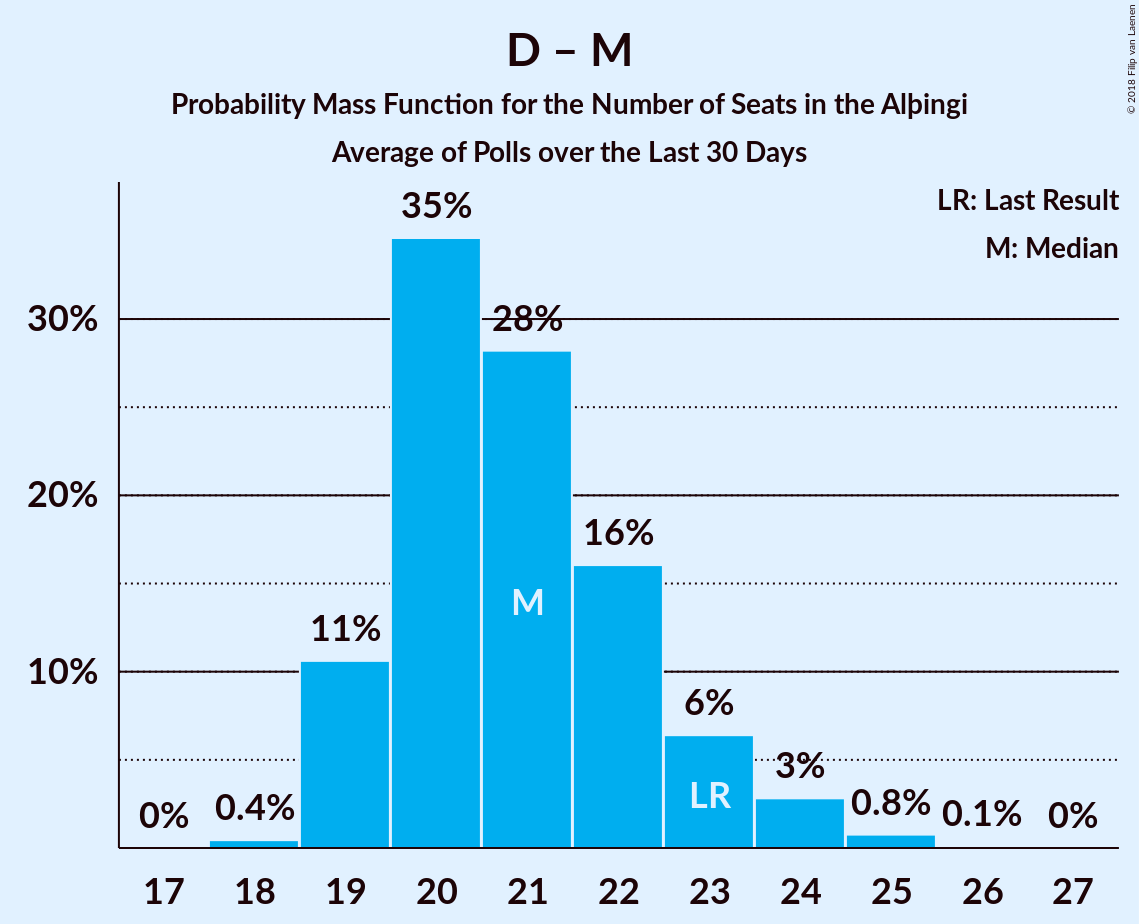 D – M
Probability Mass Function for the Number of Seats in the Alþingi
Average of Polls over the Last 30 Days
© 2018 Filip van Laenen
LR: Last Result
M: Median
35%
28%
16%
11%
6%
3%
0%
0.4%
0.8%
0.1%
0%
M
LR
30%
20%
10%
17 18 19 20 21 22 23 24 25 26 27